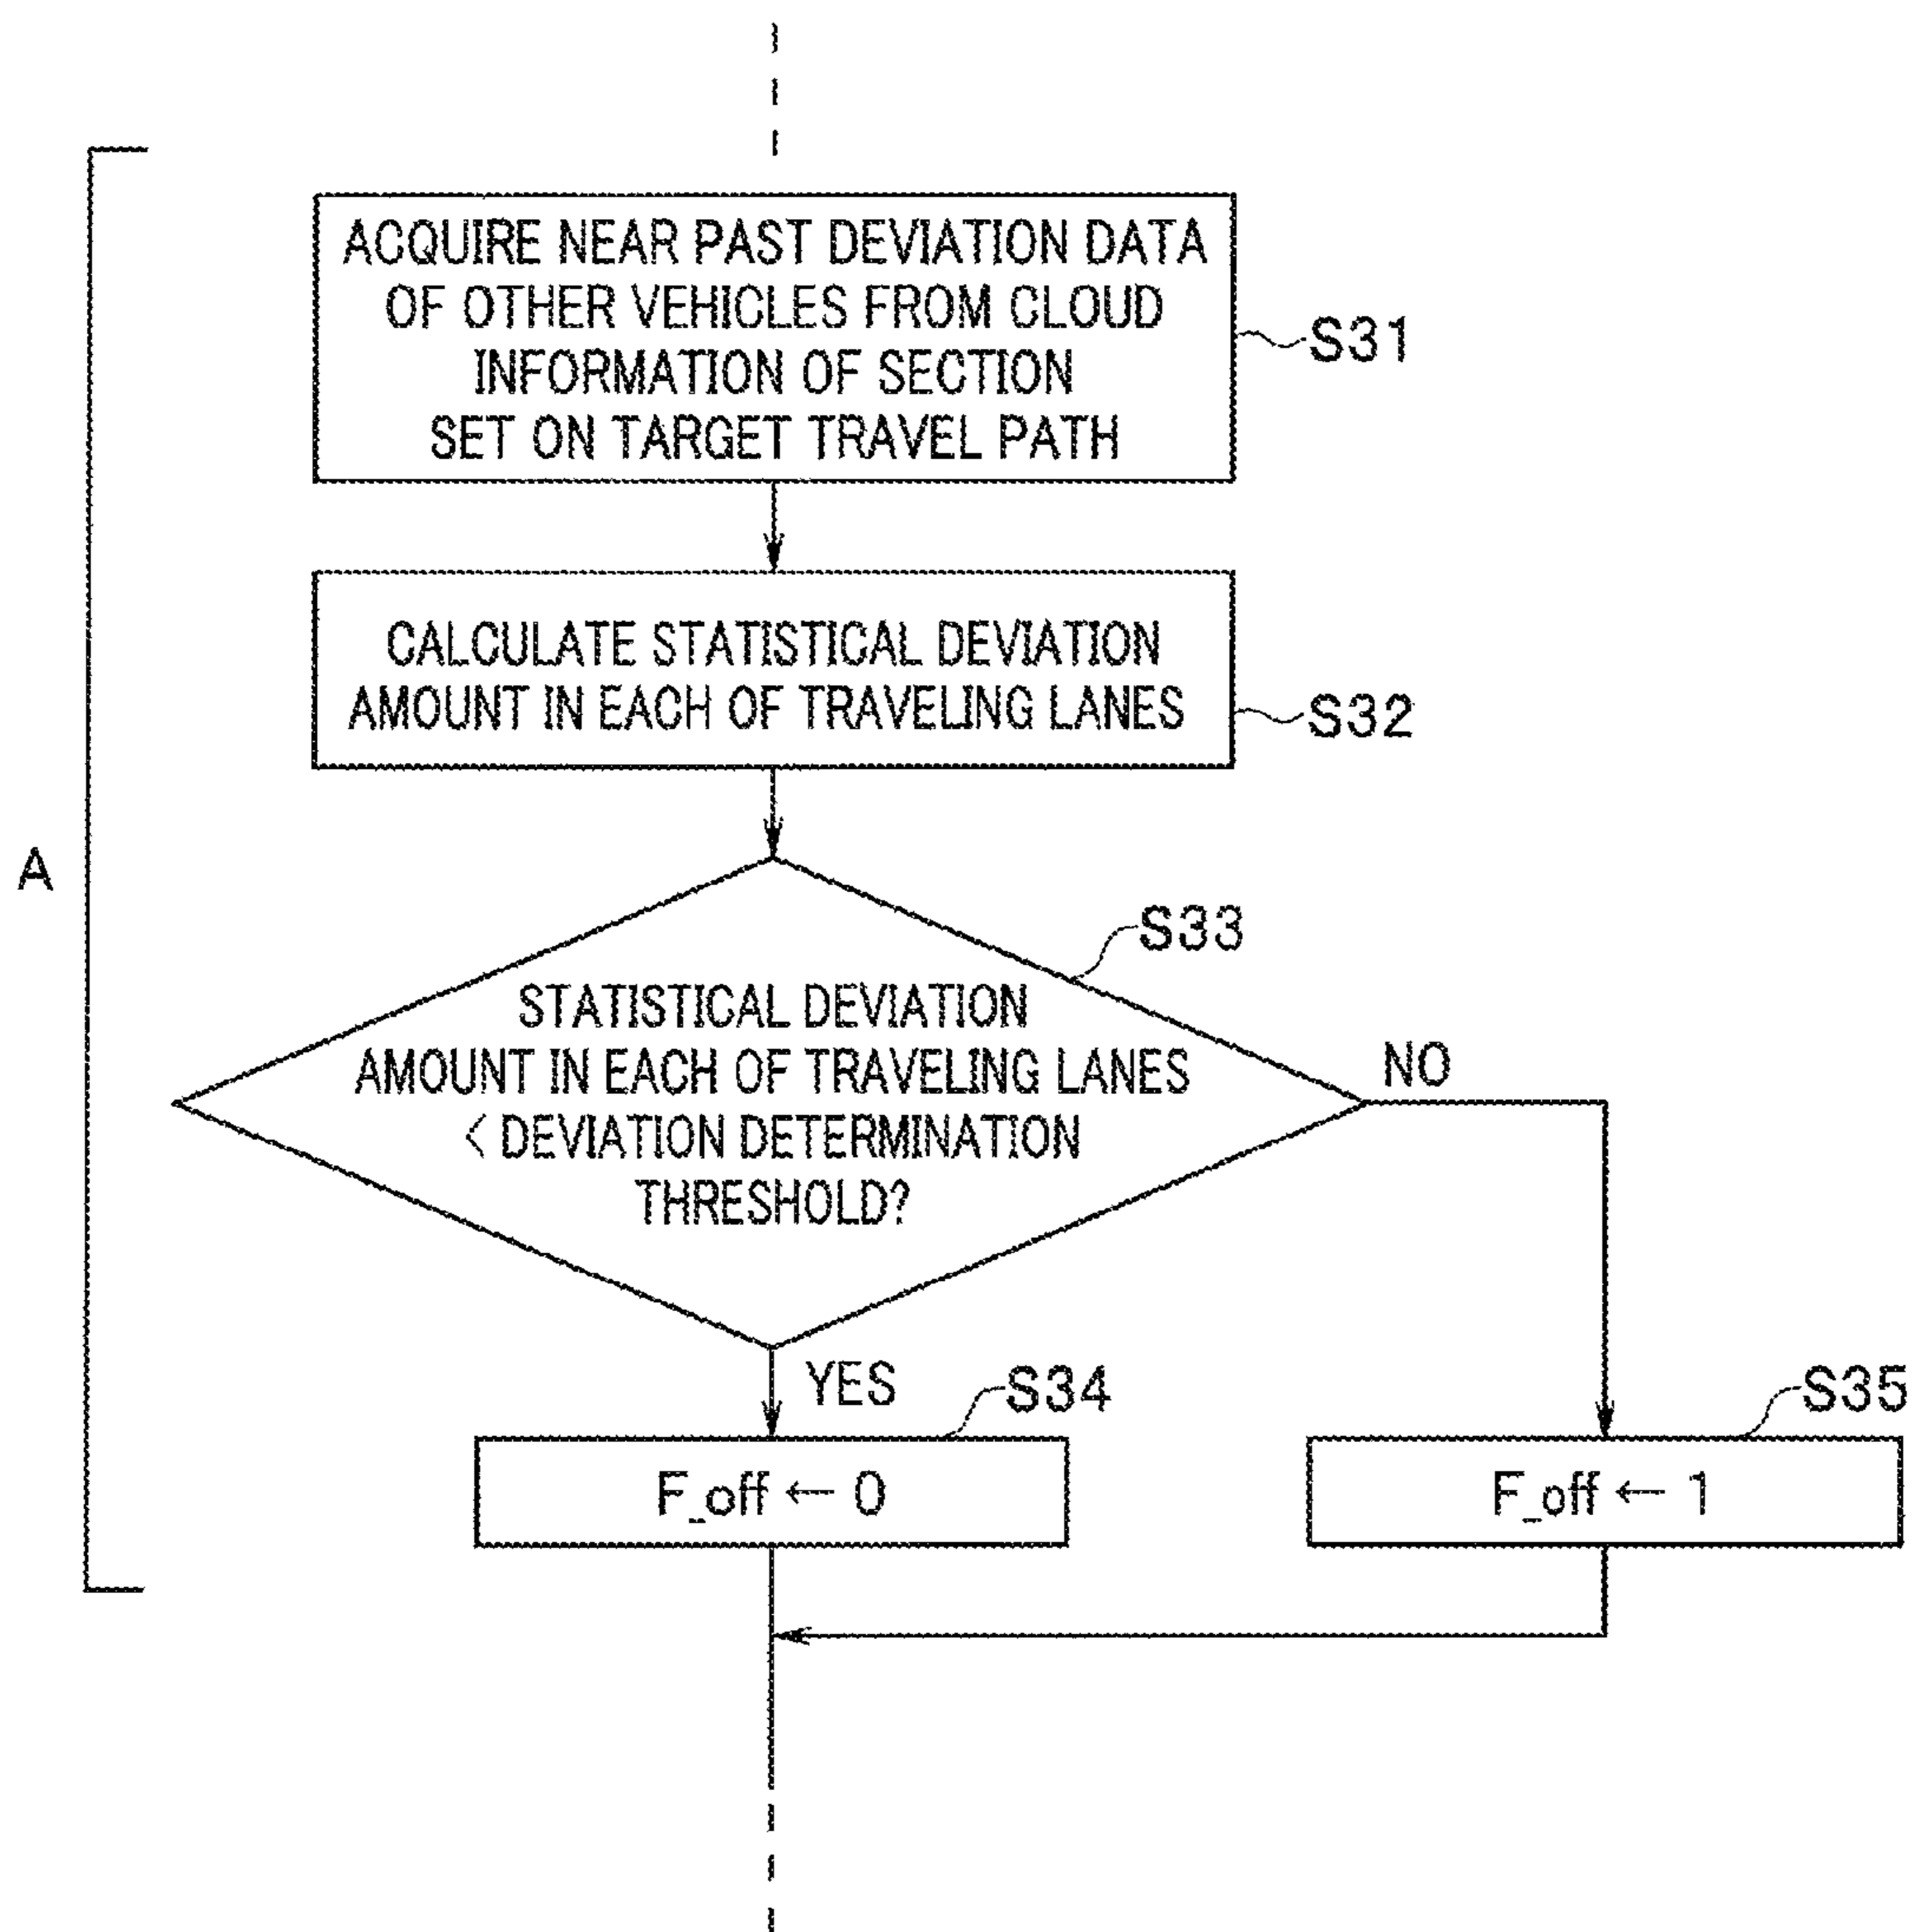 ACQUIRE NEAR PAST DEVIATION DATA
OF OTHER VEHICLES FROM CLOUD
INFORMATION OF SECTION
SET ON TARGET TRAVEL PATH
S31
CALCULATE STATISTICAL DEVIATION
AMOUNT IN EACH OF TRAVELING LANES
S32
A
S33
STATISTICAL DEVIATION
AMOUNT IN EACH OF TRAVELING LANES
< DEVIATION DETERMINATION
THRESHOLD?
NO
YES
S34
S35
F_off ← 0
F_off ← 1